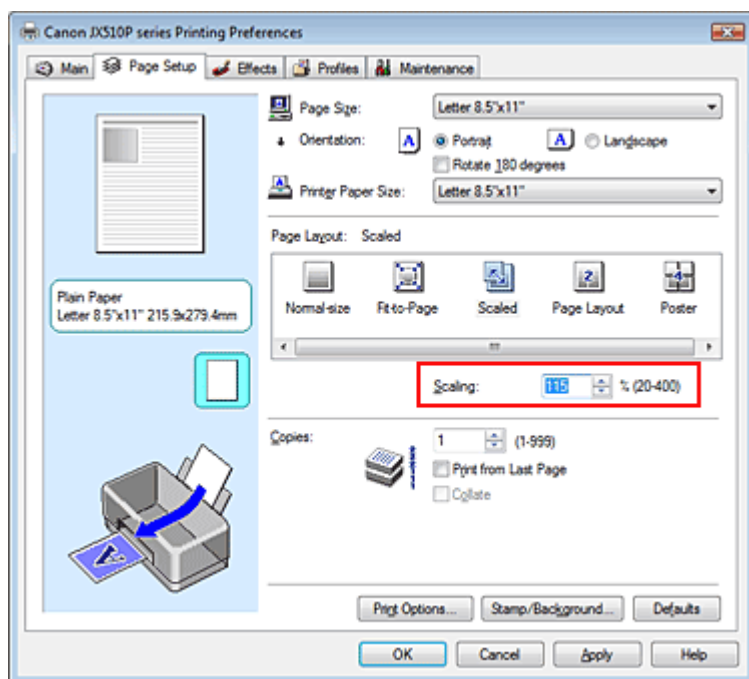 Canon JX510P series Printing Preferences
Main Page Setup Effects Profiles Maintenance
Page Size: Letter 8.5"x11"
Orientation: A Portrait A Landscape
Rotate 180 degrees
Printer Paper Size: Letter 8.5"x11"
Page Layout: Scaled
Normal-size Fit-to-Page Scaled Page Layout Poster
Plain Paper
Letter 8.5"x11" 215.9x279.4mm
Scaling: 115 % (20-400)
Copies: 1 (1-999)
Print from Last Page
Collate
Print Options... Stamp/Background... Defaults
OK Cancel Apply Help